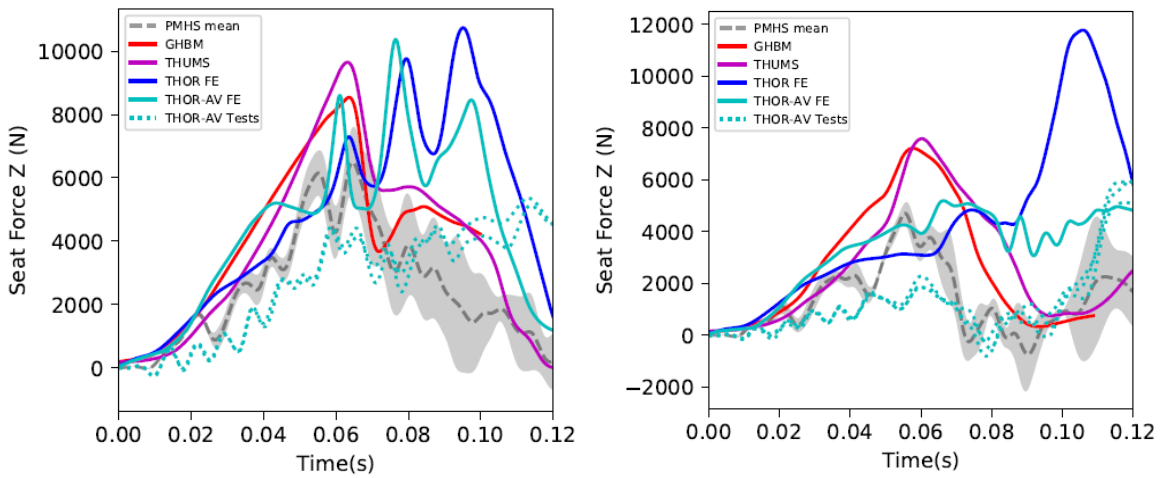 10000
8000
6000
4000
2000
0
Seat Force Z (N)
PMHS mean
GHBM
THUMS
THOR FE
THOR-AV FE
THOR-AV Tests
0.00 0.02 0.04 0.06 0.08 0.10 0.12
Time(s)
12000
10000
8000
6000
4000
2000
0
−2000
Seat Force Z (N)
PMHS mean
GHBM
THUMS
THOR FE
THOR-AV FE
THOR-AV Tests
0.00 0.02 0.04 0.06 0.08 0.10 0.12
Time(s)